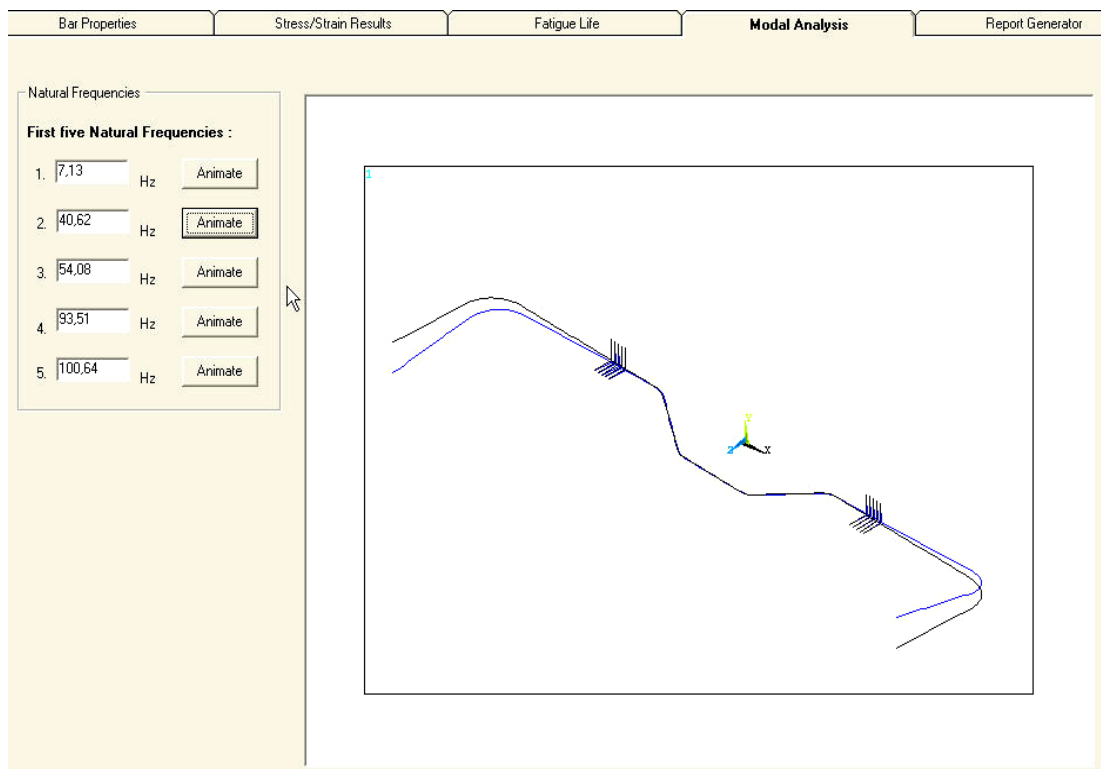 Bar Properties Stress/Strain Results Fatigue Life Modal Analysis Report Generator
Natural Frequencies
First five Natural Frequencies :
1. 7,13 Hz Animate
2. 40,62 Hz Animate
3. 54,08 Hz Animate
4. 93,51 Hz Animate
5. 100,64 Hz Animate
1
Y
Z X